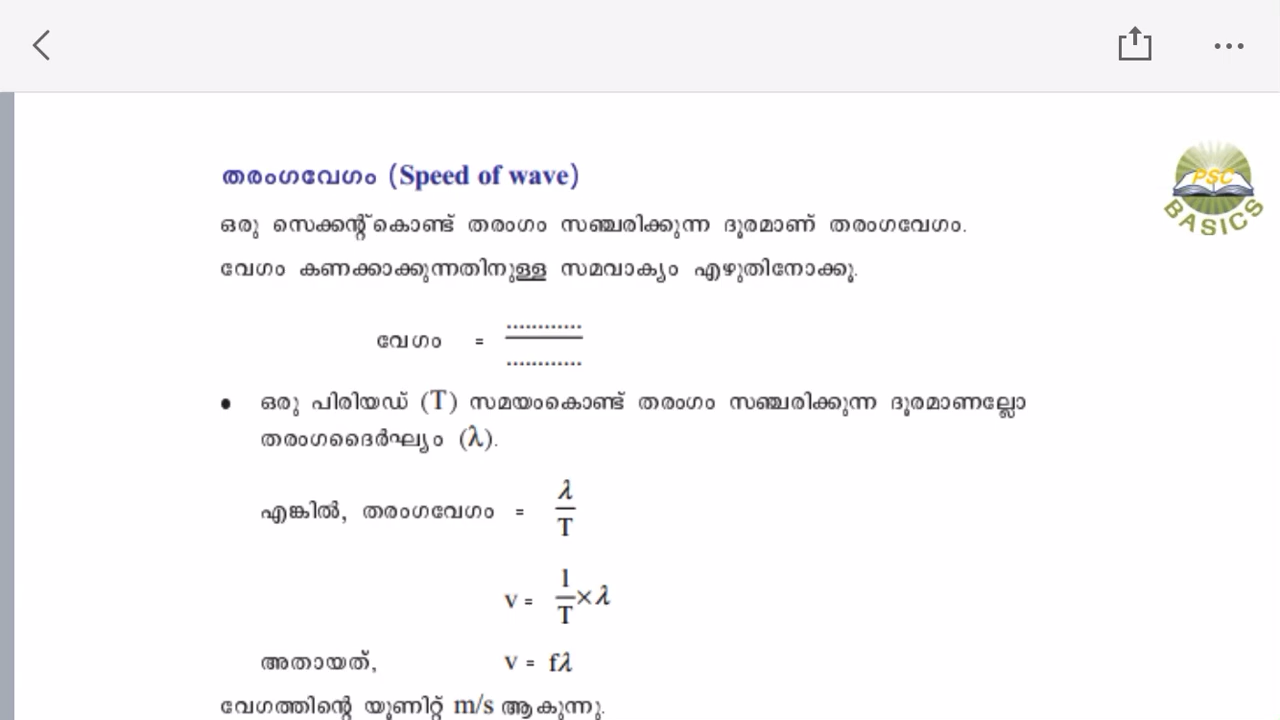 തരംഗവേഗം (Speed of wave)
PSC
BASICS
ഒരു സെക്കന്റ് കൊണ്ട് തരംഗം സഞ്ചരിക്കുന്ന ദൂരമാണ് തരംഗവേഗം.
വേഗം കണക്കാക്കുന്നതിനുള്ള സമവാക്യം എഴുതിനോക്കൂ.
............
വേഗം =
............
• ഒരു പിരിയഡ് (T) സമയംകൊണ്ട് തരംഗം സഞ്ചരിക്കുന്ന ദൂരമാണല്ലോ
തരംഗദൈർഘ്യം (λ).
എങ്കിൽ, തരംഗവേഗം = λ/T
v = 1/T × λ
അതായത്, v = fλ
വേഗത്തിന്റെ യൂണിറ്റ് m/s ആകുന്നു.